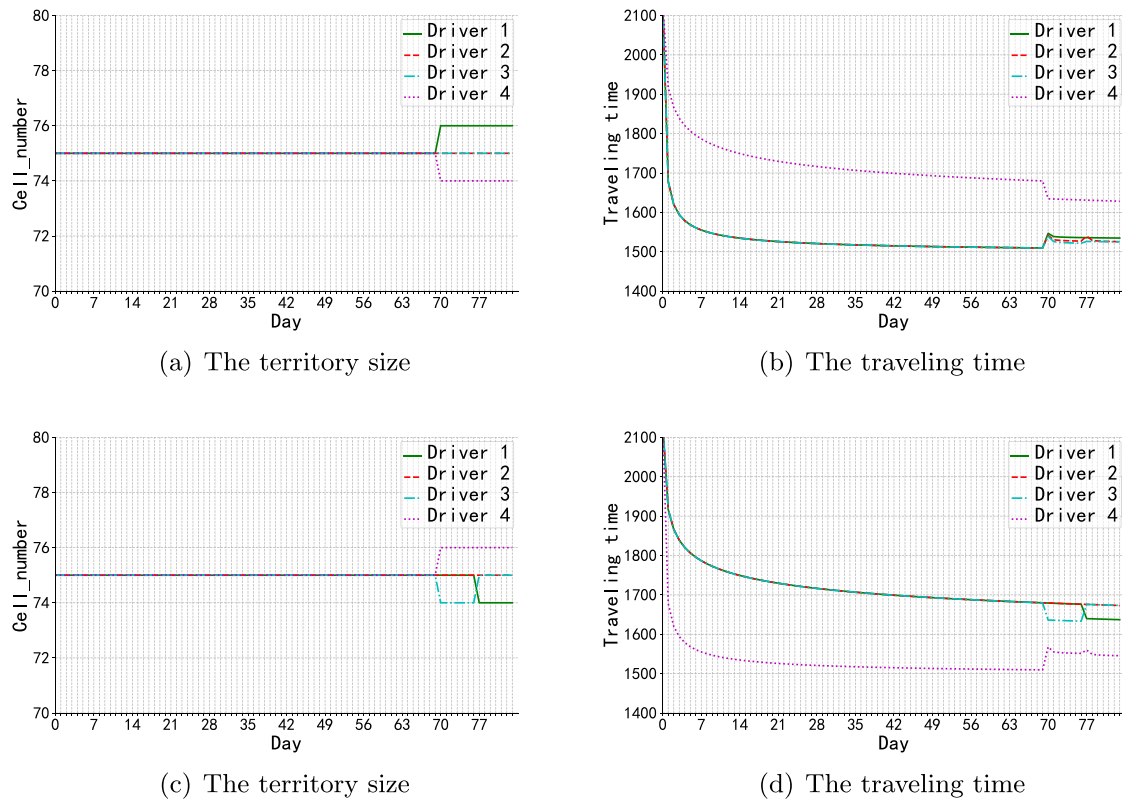 80
78
76
74
72
70
Cell_number
0 7 14 21 28 35 42 49 56 63 70 77
Day
Driver 1
Driver 2
Driver 3
Driver 4
(a) The territory size
2100
2000
1900
1800
1700
1600
1500
1400
Traveling time
0 7 14 21 28 35 42 49 56 63 70 77
Day
Driver 1
Driver 2
Driver 3
Driver 4
(b) The traveling time
80
78
76
74
72
70
Cell_number
0 7 14 21 28 35 42 49 56 63 70 77
Day
Driver 1
Driver 2
Driver 3
Driver 4
(c) The territory size
2100
2000
1900
1800
1700
1600
1500
1400
Traveling time
0 7 14 21 28 35 42 49 56 63 70 77
Day
Driver 1
Driver 2
Driver 3
Driver 4
(d) The traveling time